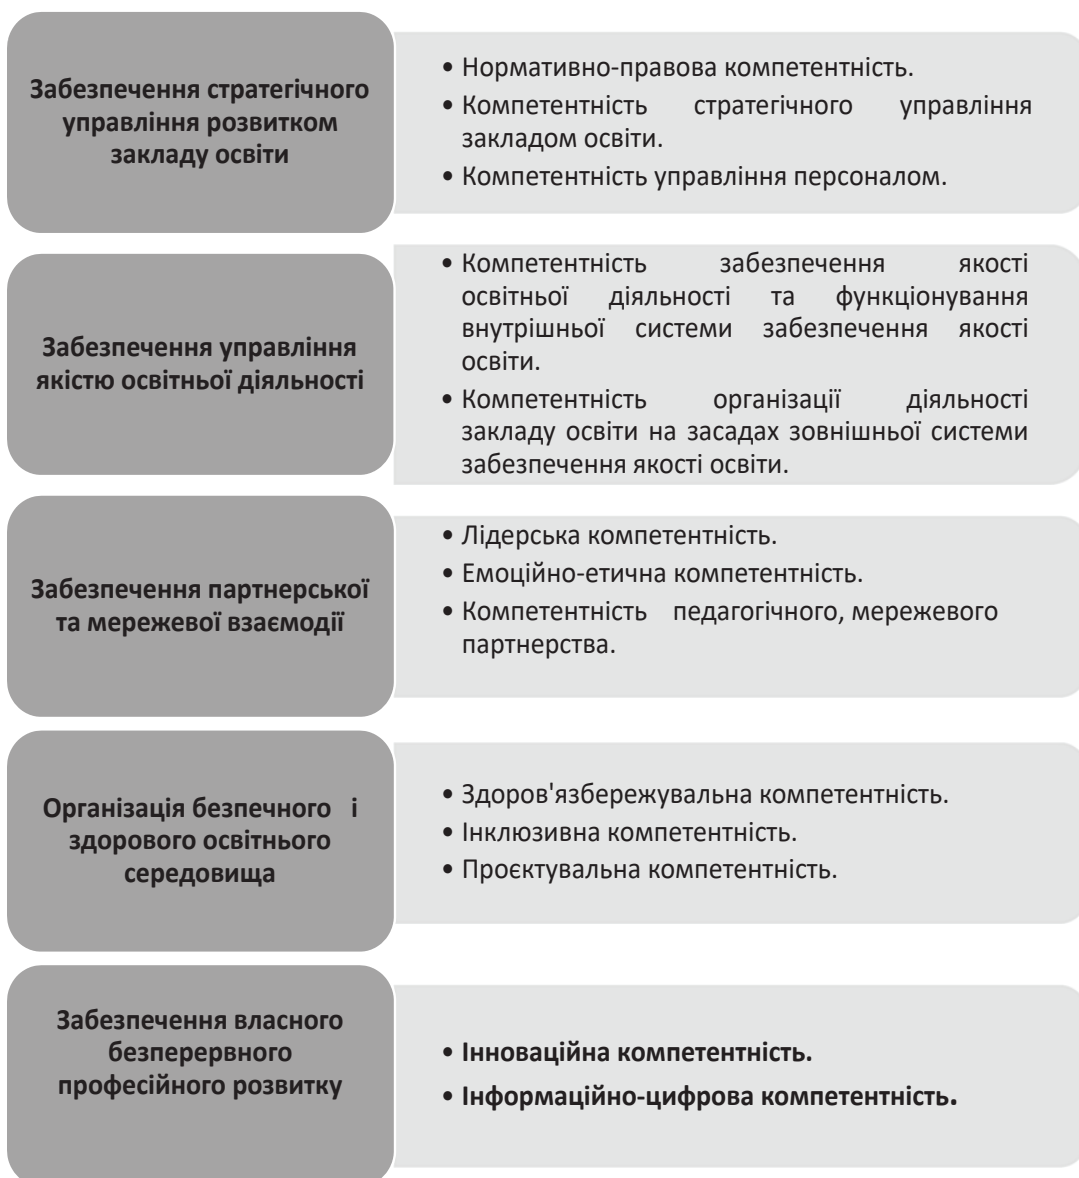 Забезпечення стратегічного
управління розвитком
закладу освіти
• Нормативно-правова компетентність.
• Компетентність стратегічного управління
закладом освіти.
• Компетентність управління персоналом.
Забезпечення управління
якістю освітньої діяльності
• Компетентність забезпечення якості
освітньої діяльності та функціонування
внутрішньої системи забезпечення якості
освіти.
• Компетентність організації діяльності
закладу освіти на засадах зовнішньої системи
забезпечення якості освіти.
Забезпечення партнерської
та мережевої взаємодії
• Лідерська компетентність.
• Емоційно-етична компетентність.
• Компетентність педагогічного, мережевого
партнерства.
Організація безпечного і
здорового освітнього
середовища
• Здоров'язбережувальна компетентність.
• Інклюзивна компетентність.
• Проєктувальна компетентність.
Забезпечення власного
безперервного
професійного розвитку
• Інноваційна компетентність.
• Інформаційно-цифрова компетентність.